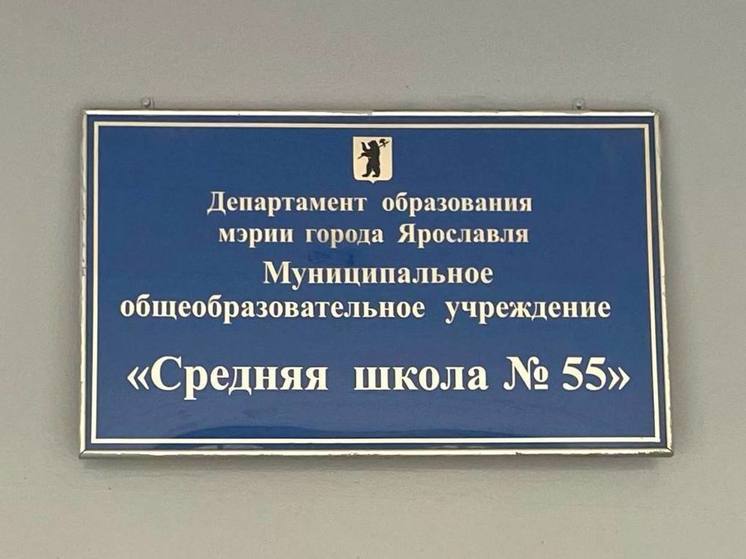 Департамент образования
мэрии города Ярославля
Муниципальное
общеобразовательное учреждение
«Средняя школа № 55»